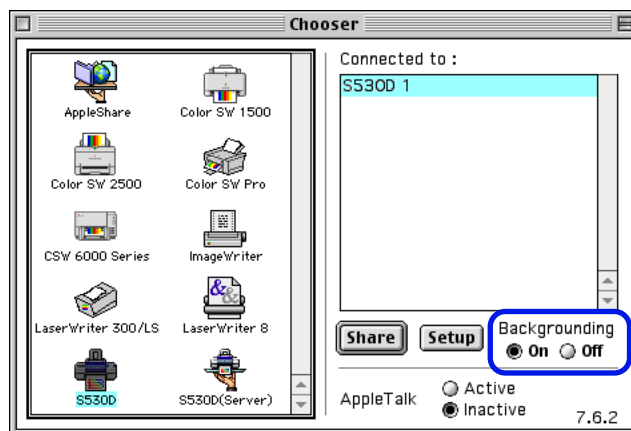 Chooser
AppleShare
Color SW 1500
Color SW 2500
Color SW Pro
CSW 6000 Series
ImageWriter
LaserWriter 300/LS
LaserWriter 8
S530D
S530D(Server)
Connected to :
S530D 1
Share
Setup
Backgrounding
On
Off
AppleTalk
Active
Inactive
7.6.2